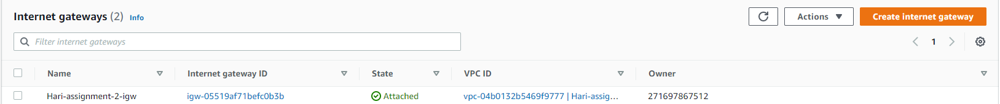 Internet gateways (2) Info
Actions
Create internet gateway
Filter internet gateways
1
Name Internet gateway ID State VPC ID Owner
Hari-assignment-2-igw igw-05519af71befc0b3b Attached vpc-04b0132b5469f9777 | Hari-assig… 271697867512